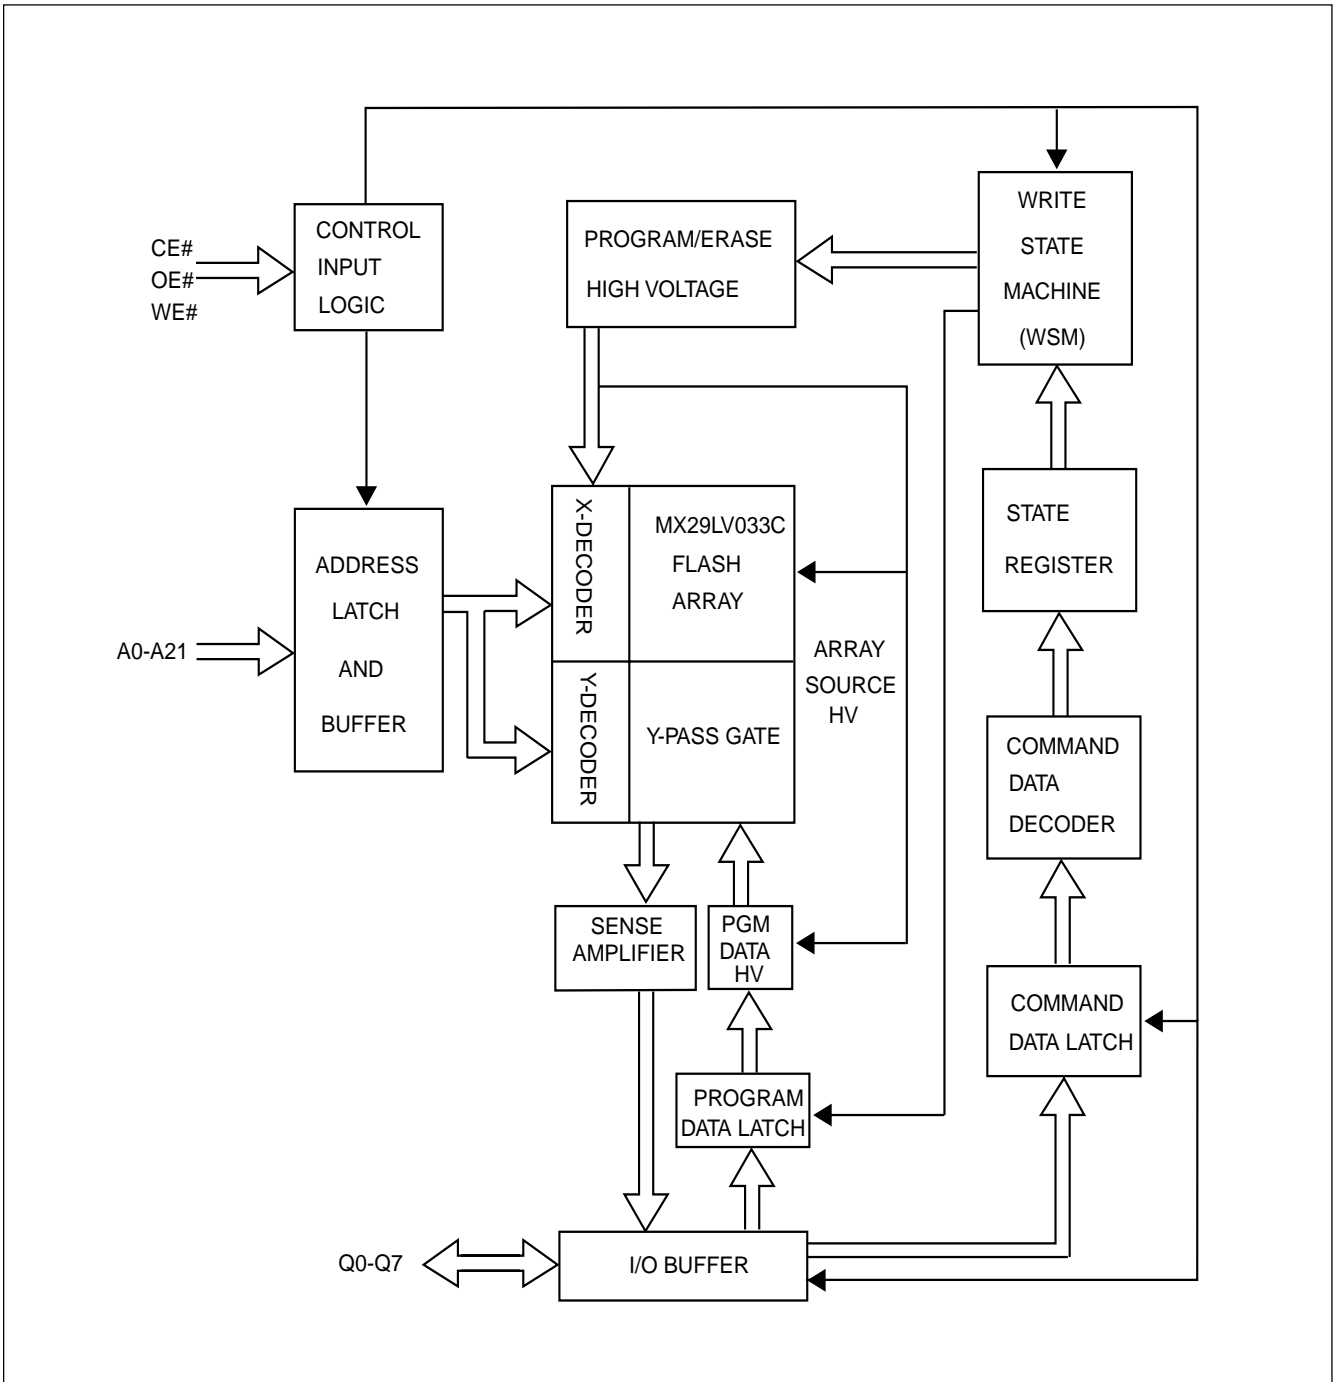 CE#
OE#
WE#
CONTROL
INPUT
LOGIC
PROGRAM/ERASE
HIGH VOLTAGE
WRITE
STATE
MACHINE
(WSM)
A0-A21
ADDRESS
LATCH
AND
BUFFER
X-DECODER
MX29LV033C
FLASH
ARRAY
Y-DECODER
Y-PASS GATE
ARRAY
SOURCE
HV
STATE
REGISTER
COMMAND
DATA
DECODER
SENSE
AMPLIFIER
PGM
DATA
HV
COMMAND
DATA LATCH
PROGRAM
DATA LATCH
Q0-Q7
I/O BUFFER